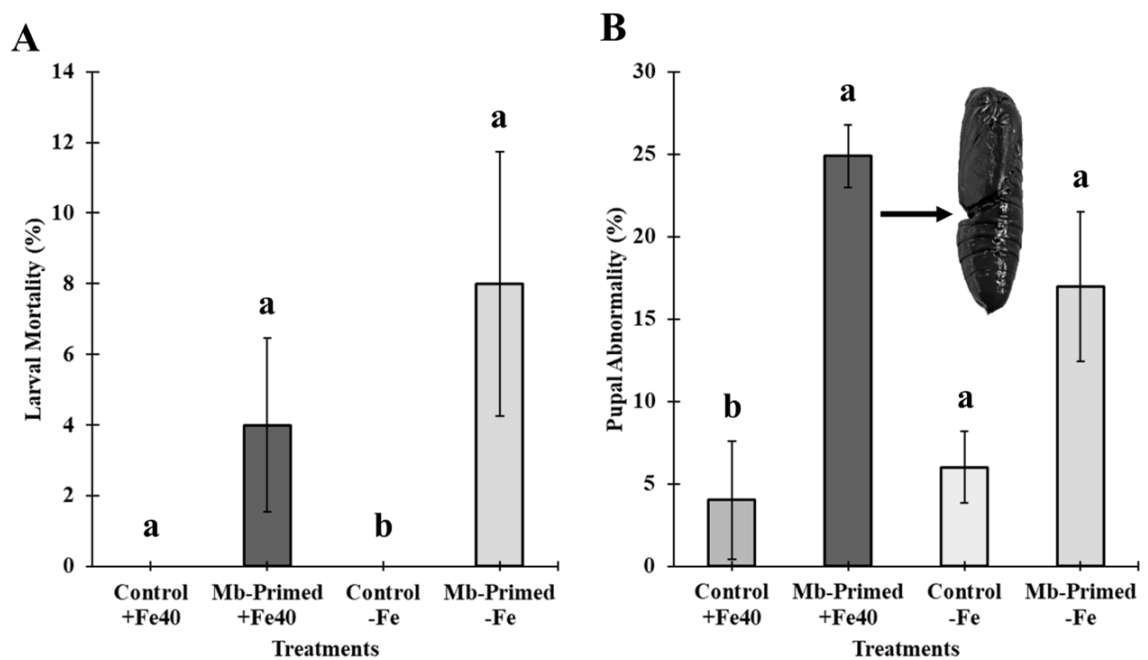 A
14
12
10
8
6
4
2
0
Larval Mortality (%)
a
a
b
a
Control
+Fe40
Mb-Primed
+Fe40
Control
-Fe
Mb-Primed
-Fe
Treatments
B
30
25
20
15
10
5
0
Pupal Abnormality (%)
b
a
a
a
Control
+Fe40
Mb-Primed
+Fe40
Control
-Fe
Mb-Primed
-Fe
Treatments